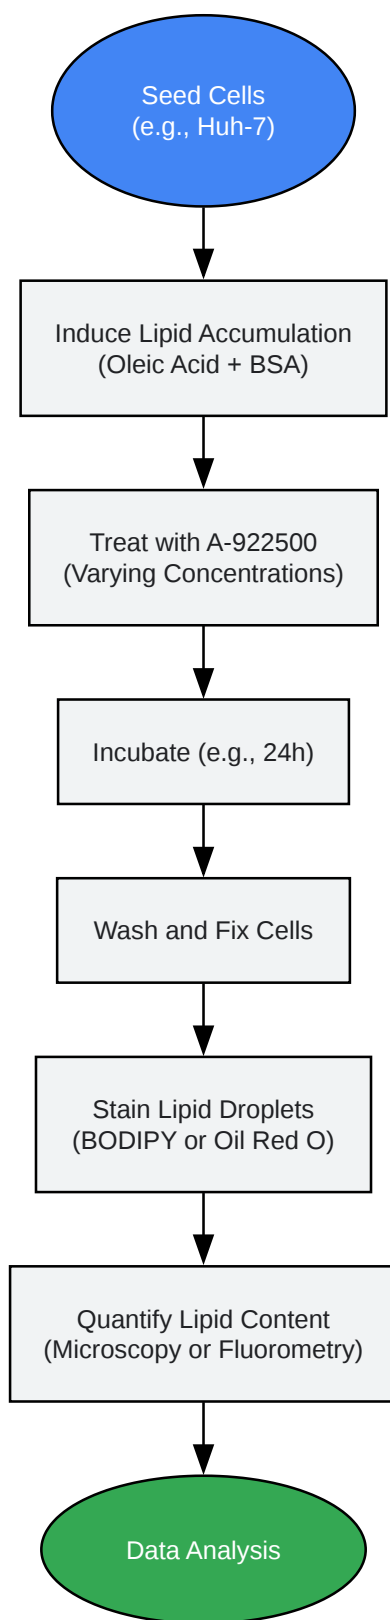 Seed Cells
(e.g., Huh-7)
Induce Lipid Accumulation
(Oleic Acid + BSA)
Treat with A-922500
(Varying Concentrations)
Incubate (e.g., 24h)
Wash and Fix Cells
Stain Lipid Droplets
(BODIPY or Oil Red O)
Quantify Lipid Content
(Microscopy or Fluorometry)
Data Analysis